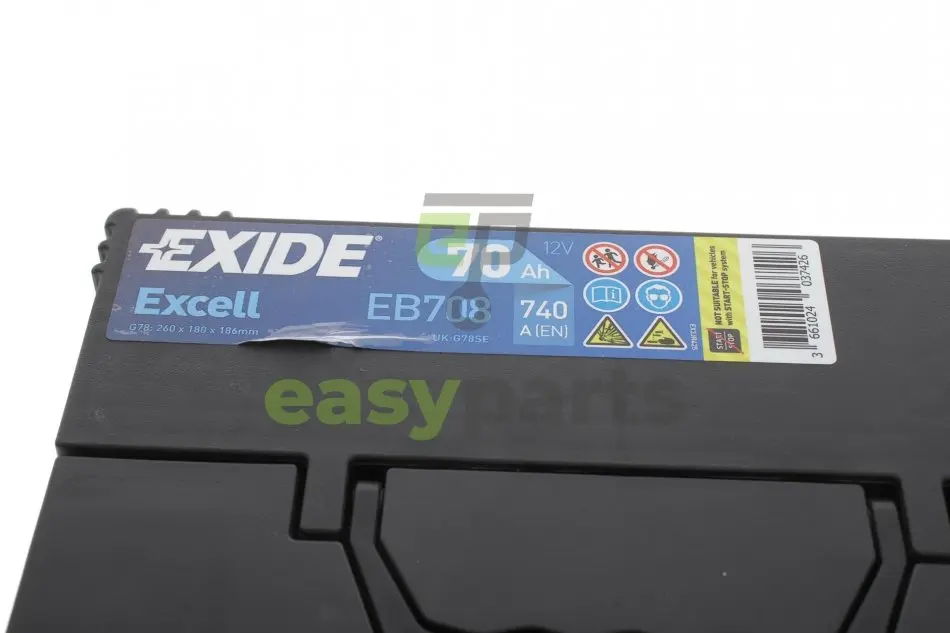 EXIDE
70 Ah
12V
Excell
EB708
740
A (EN)
G78: 260 x 180 x 186mm
UK:G78SE
NOT SUITABLE for vehicles
with START-STOP system
START
STOP
3 661024 037426
easyparts